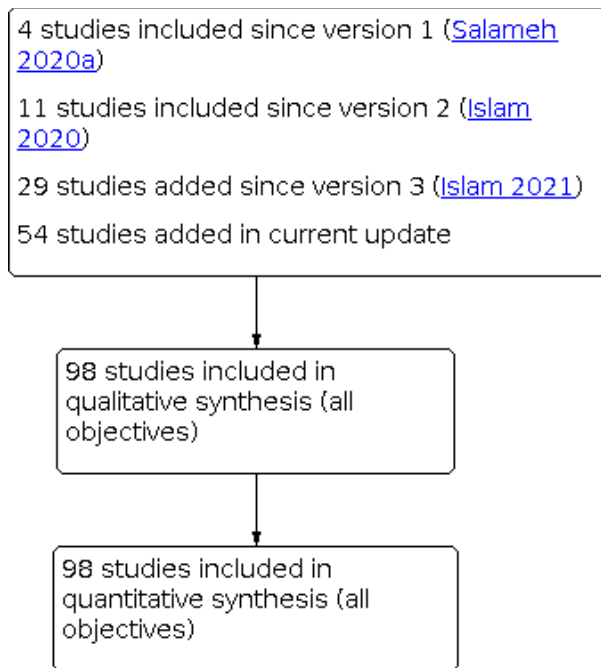 4 studies included since version 1 (Salameh
2020a)
11 studies included since version 2 (Islam
2020)
29 studies added since version 3 (Islam 2021)
54 studies added in current update
98 studies included in
qualitative synthesis (all
objectives)
98 studies included in
quantitative synthesis (all
objectives)